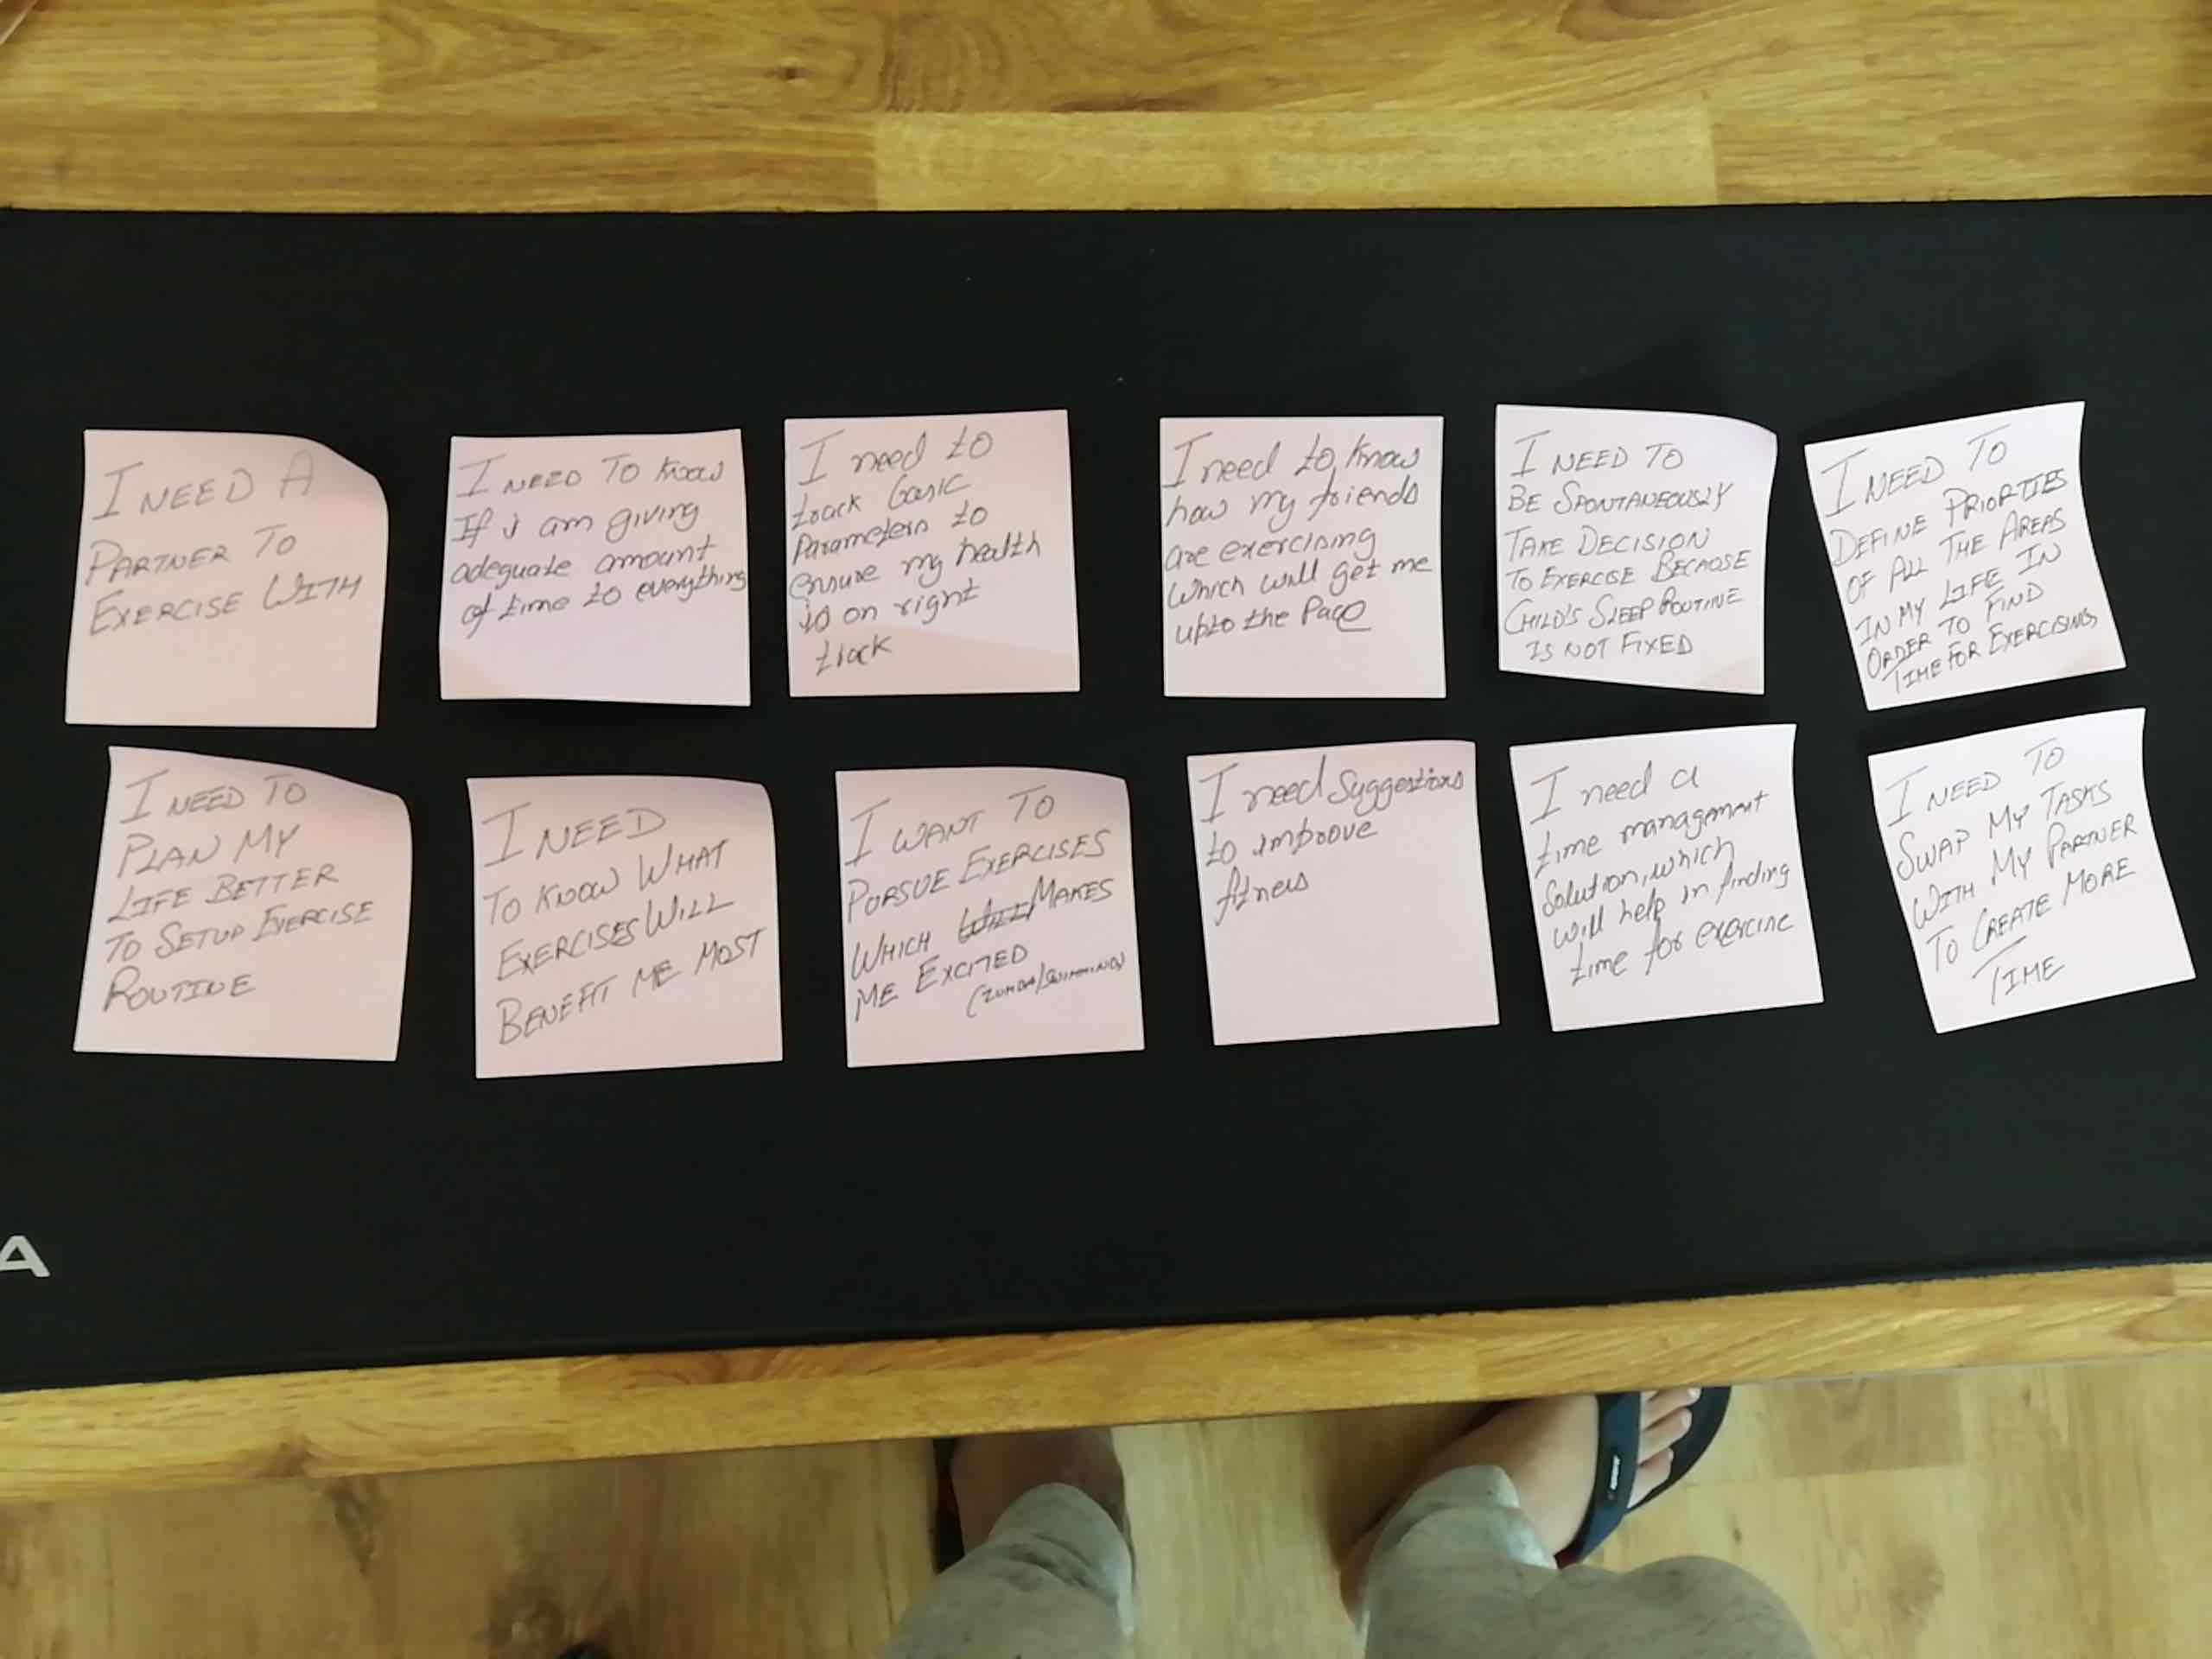 I NEED A
PARTNER TO
EXERCISE WITH
I NEED TO Know
If i am giving
adequate amount
of time to everything
I need to
track basic
Parameters to
ensure my health
is on right
track
I need to know
how my friends
are exercising
which will get me
upto the Pace
I NEED TO
BE SPONTANEOUSLY
TAKE DECISION
TO EXERCISE BECAUSE
CHILD'S SLEEP ROUTINE
IS NOT FIXED
I NEED TO
DEFINE PRIORTIES
OF ALL THE AREAS
IN MY LIFE IN
ORDER TO FIND
TIME FOR EXERCISING
I NEED TO
PLAN MY
LIFE BETTER
TO SETUP EXERCISE
ROUTINE
I NEED
TO KNOW WHAT
EXERCISES WILL
BENEFIT ME MOST
I WANT TO
PURSUE EXERCISES
WHICH WILL MAKES
ME EXCITED
(ZUMBA/SWIMMING)
I need Suggestions
to improve
fitness
I need a
time management
Solution, which
will help in finding
time for exercise
I NEED TO
SWAP MY TASKS
WITH MY PARTNER
TO CREATE MORE
TIME
A